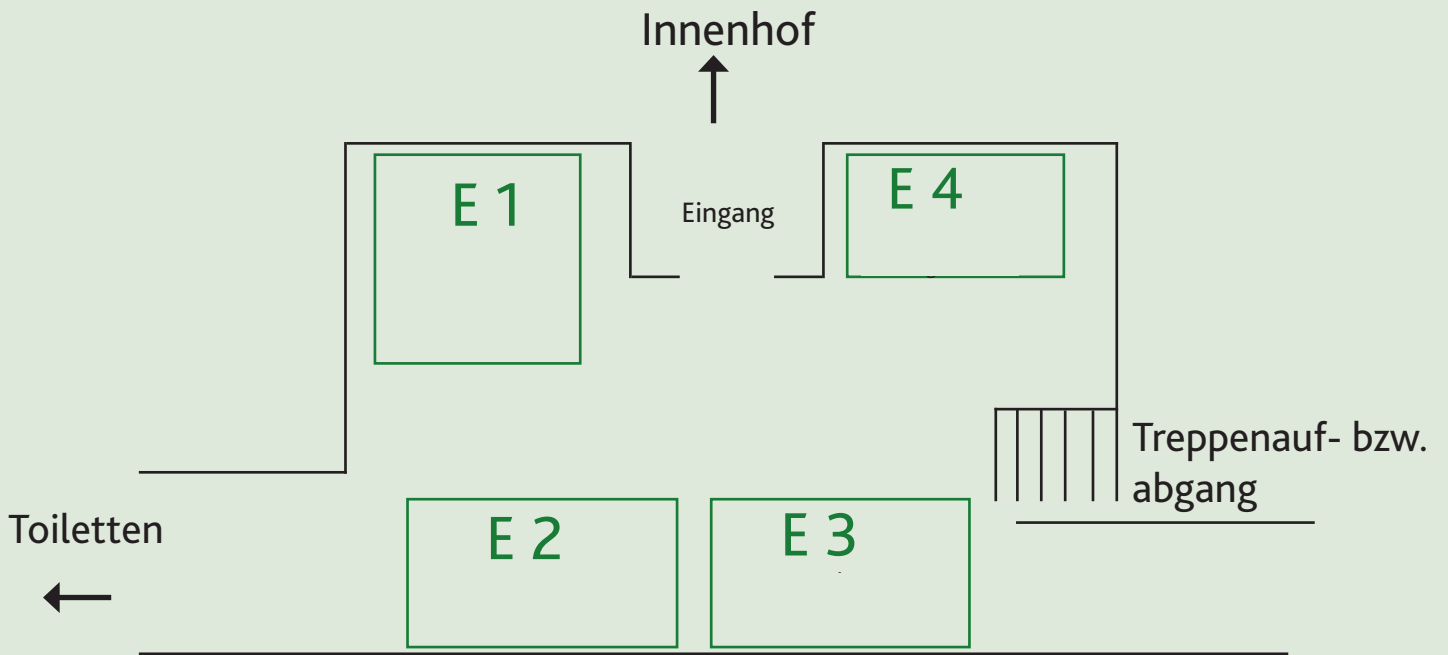 Innenhof
E 1
Eingang
E 4
Treppenauf- bzw.
abgang
Toiletten
E 2
E 3